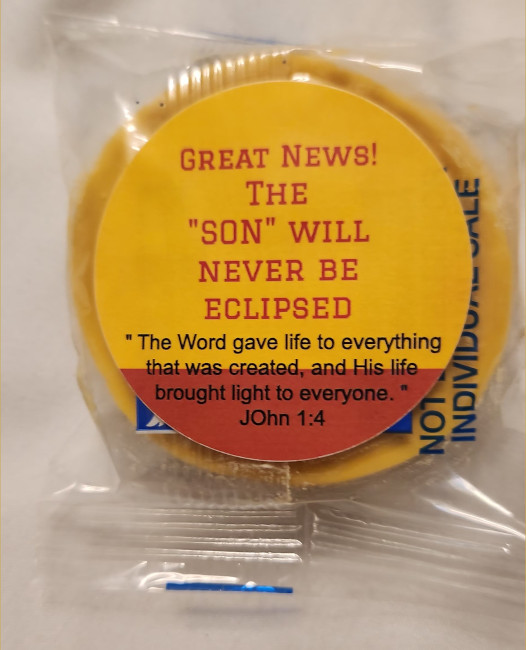 GREAT NEWS!
THE
"SON" WILL
NEVER BE
ECLIPSED
" The Word gave life to everything
that was created, and His life
brought light to everyone. "
JOhn 1:4
NOT
INDIVIDUAL SALE